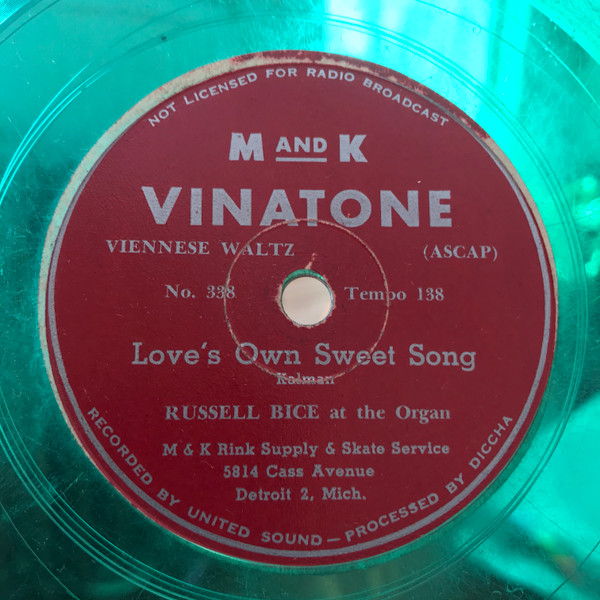 NOT LICENSED FOR RADIO BROADCAST
M AND K
VINATONE
VIENNESE WALTZ (ASCAP)
No. 338 Tempo 138
Love's Own Sweet Song
Kalman
RUSSELL BICE at the Organ
M & K Rink Supply & Skate Service
5814 Cass Avenue
Detroit 2, Mich.
RECORDED BY UNITED SOUND — PROCESSED BY DICCHA